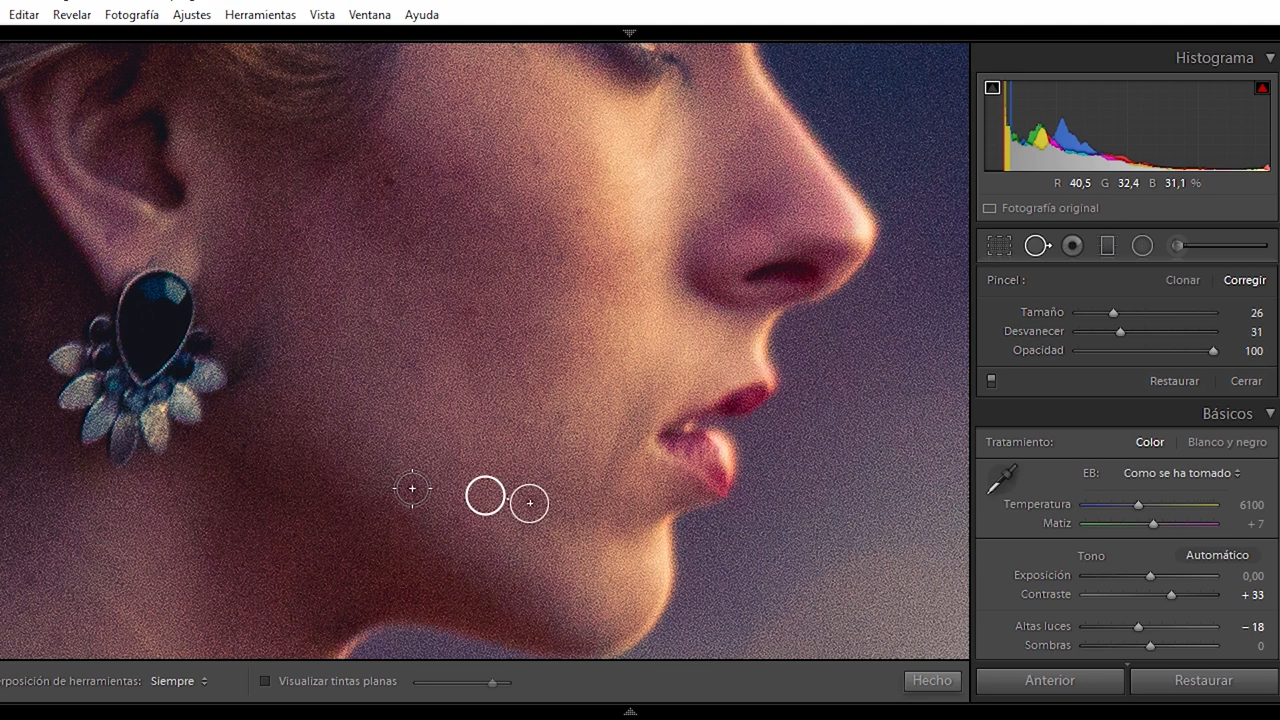 Editar Revelar Fotografía Ajustes Herramientas Vista Ventana Ayuda
Histograma
R 40,5 G 32,4 B 31,1 %
Fotografía original
Pincel : Clonar Corregir
Tamaño 26
Desvanecer 31
Opacidad 100
Restaurar Cerrar
Básicos
Tratamiento: Color Blanco y negro
EB: Como se ha tomado
Temperatura 6100
Matiz + 7
Tono Automático
Exposición 0,00
Contraste + 33
Altas luces − 18
Sombras 0
rposición de herramientas: Siempre Visualizar tintas planas Hecho Anterior Restaurar